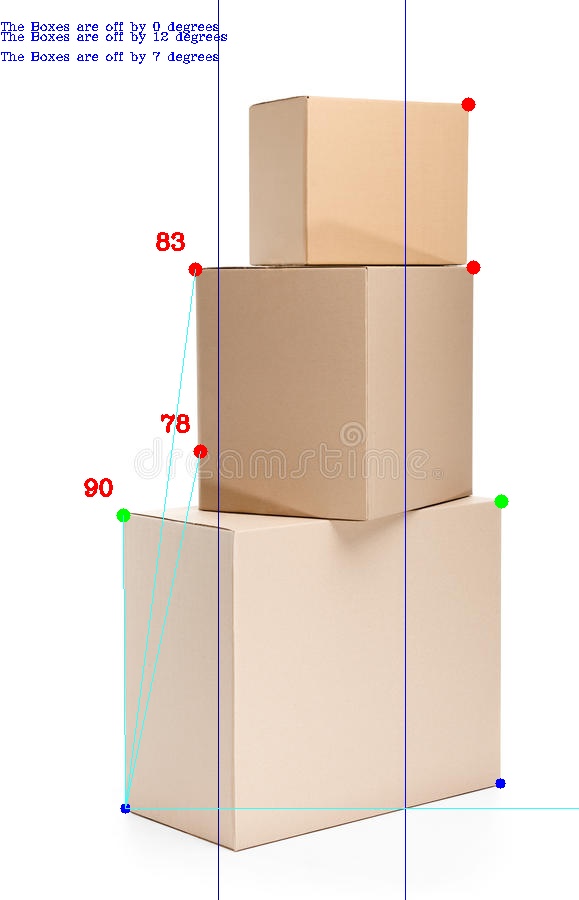 The Boxes are off by 0 degrees
The Boxes are off by 12 degrees
The Boxes are off by 7 degrees
83
78
dreamstime.
90